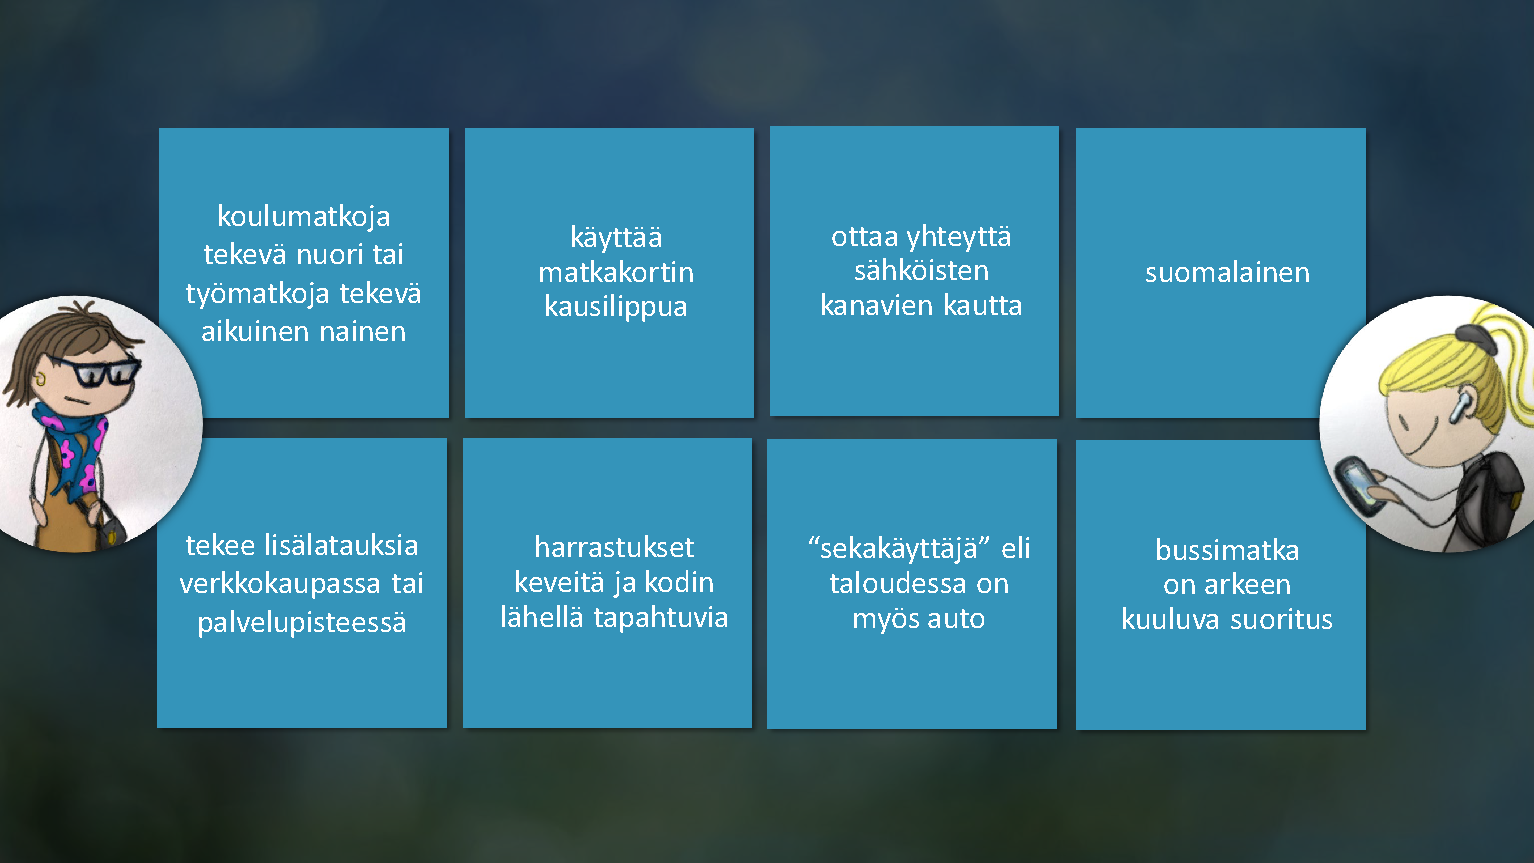 koulumatkoja
tekevä nuori tai
työmatkoja tekevä
aikuinen nainen
käyttää
matkakortin
kausilippua
ottaa yhteyttä
sähköisten
kanavien kautta
suomalainen
tekee lisälatauksia
verkkokaupassa tai
palvelupisteessä
harrastukset
keveitä ja kodin
lähellä tapahtuvia
“sekakäyttäjä” eli
taloudessa on
myös auto
bussimatka
on arkeen
kuuluva suoritus